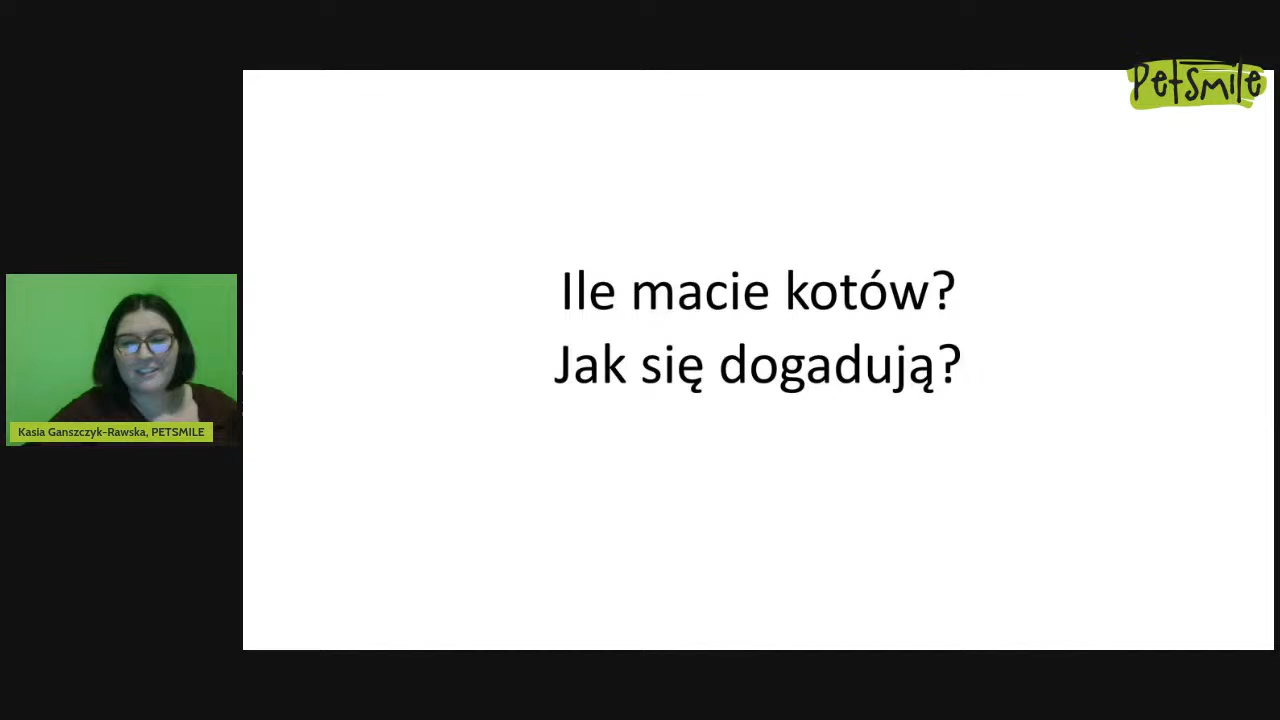 PetSmile
Ile macie kotów?
Jak się dogadują?
Kasia Ganszczyk-Rawska, PETSMILE